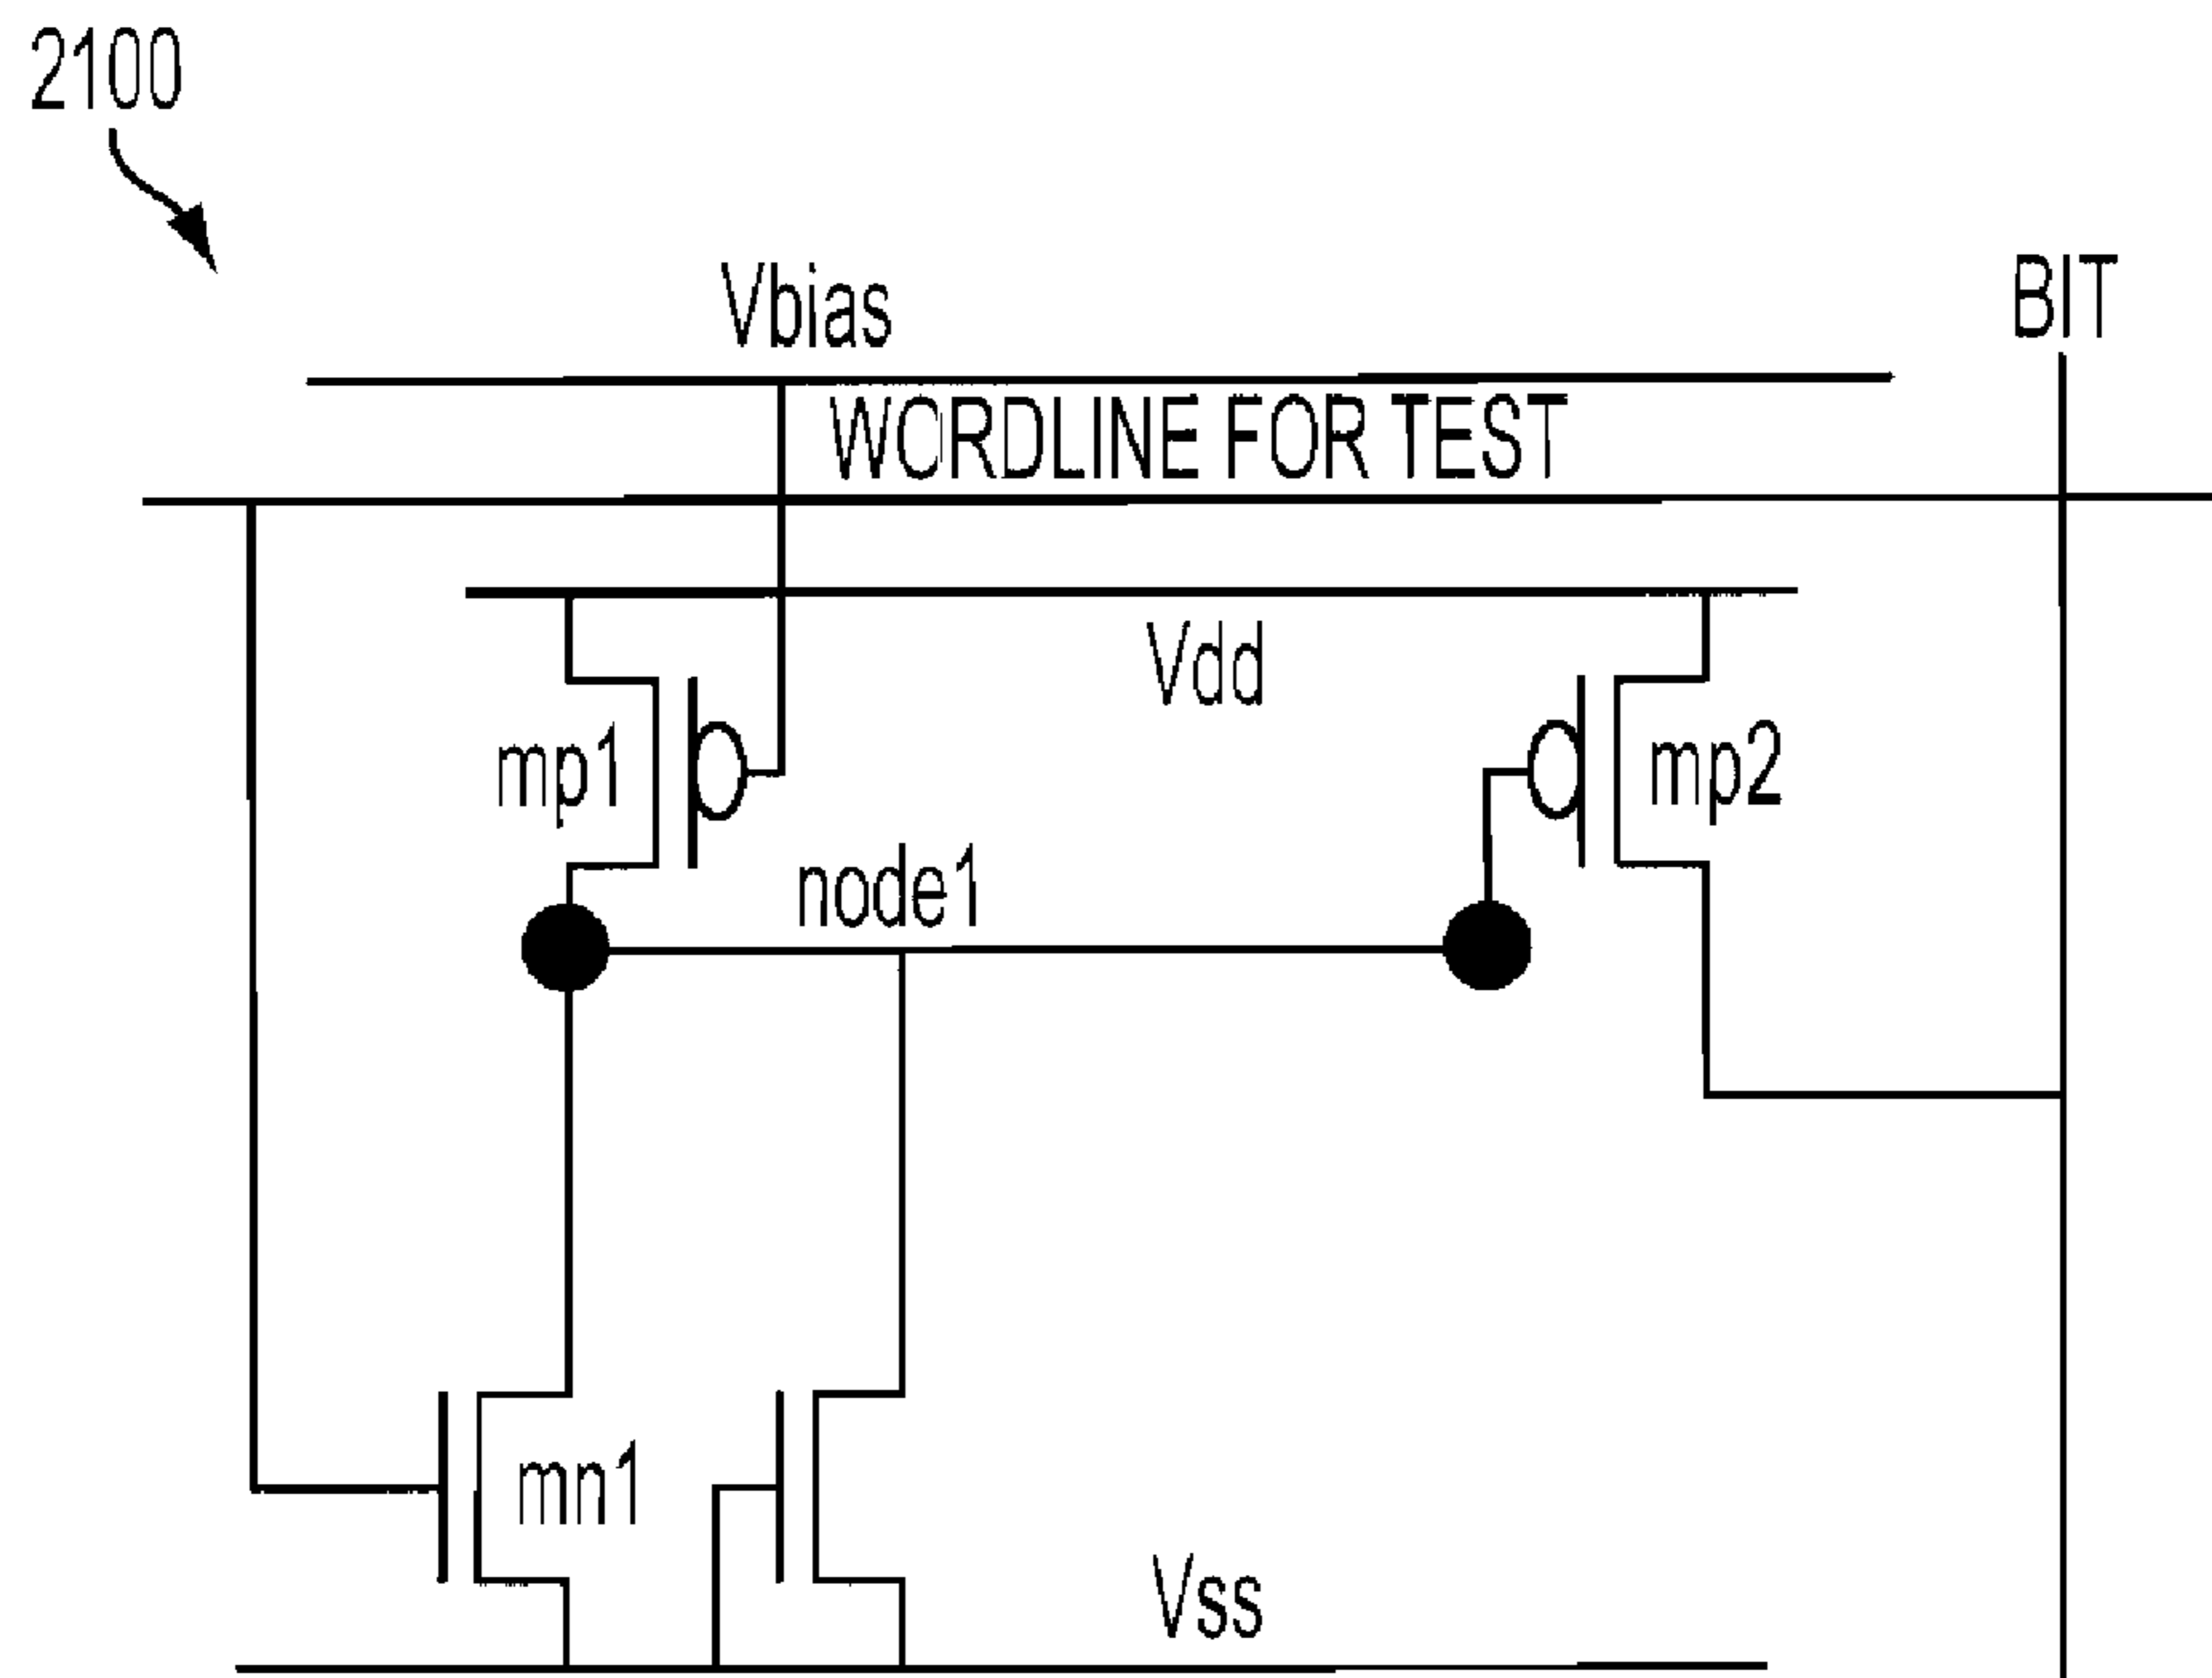 2100
Vbias
BIT
WORDLINE FOR TEST
Vdd
mp1
mp2
node1
mn1
Vss